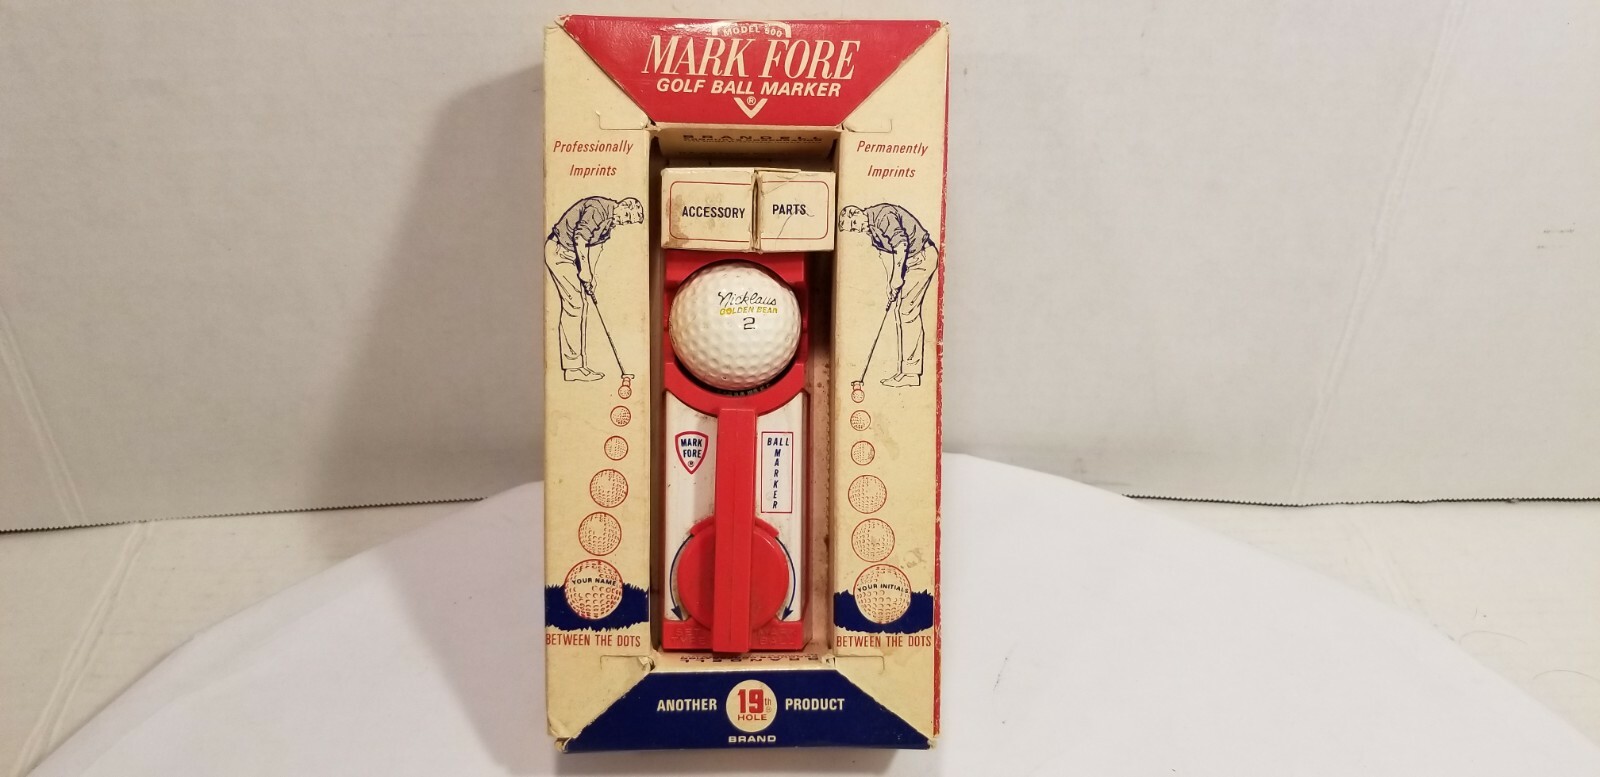 MODEL 500
MARK FORE
GOLF BALL MARKER
®
Professionally
Imprints
Permanently
Imprints
ACCESSORY PARTS
Nicklaus
GOLDEN BEAR
2
MARK
FORE
®
BALL
MARKER
YOUR NAME
YOUR INITIALS
BETWEEN THE DOTS
BETWEEN THE DOTS
ANOTHER 19th HOLE PRODUCT
BRAND